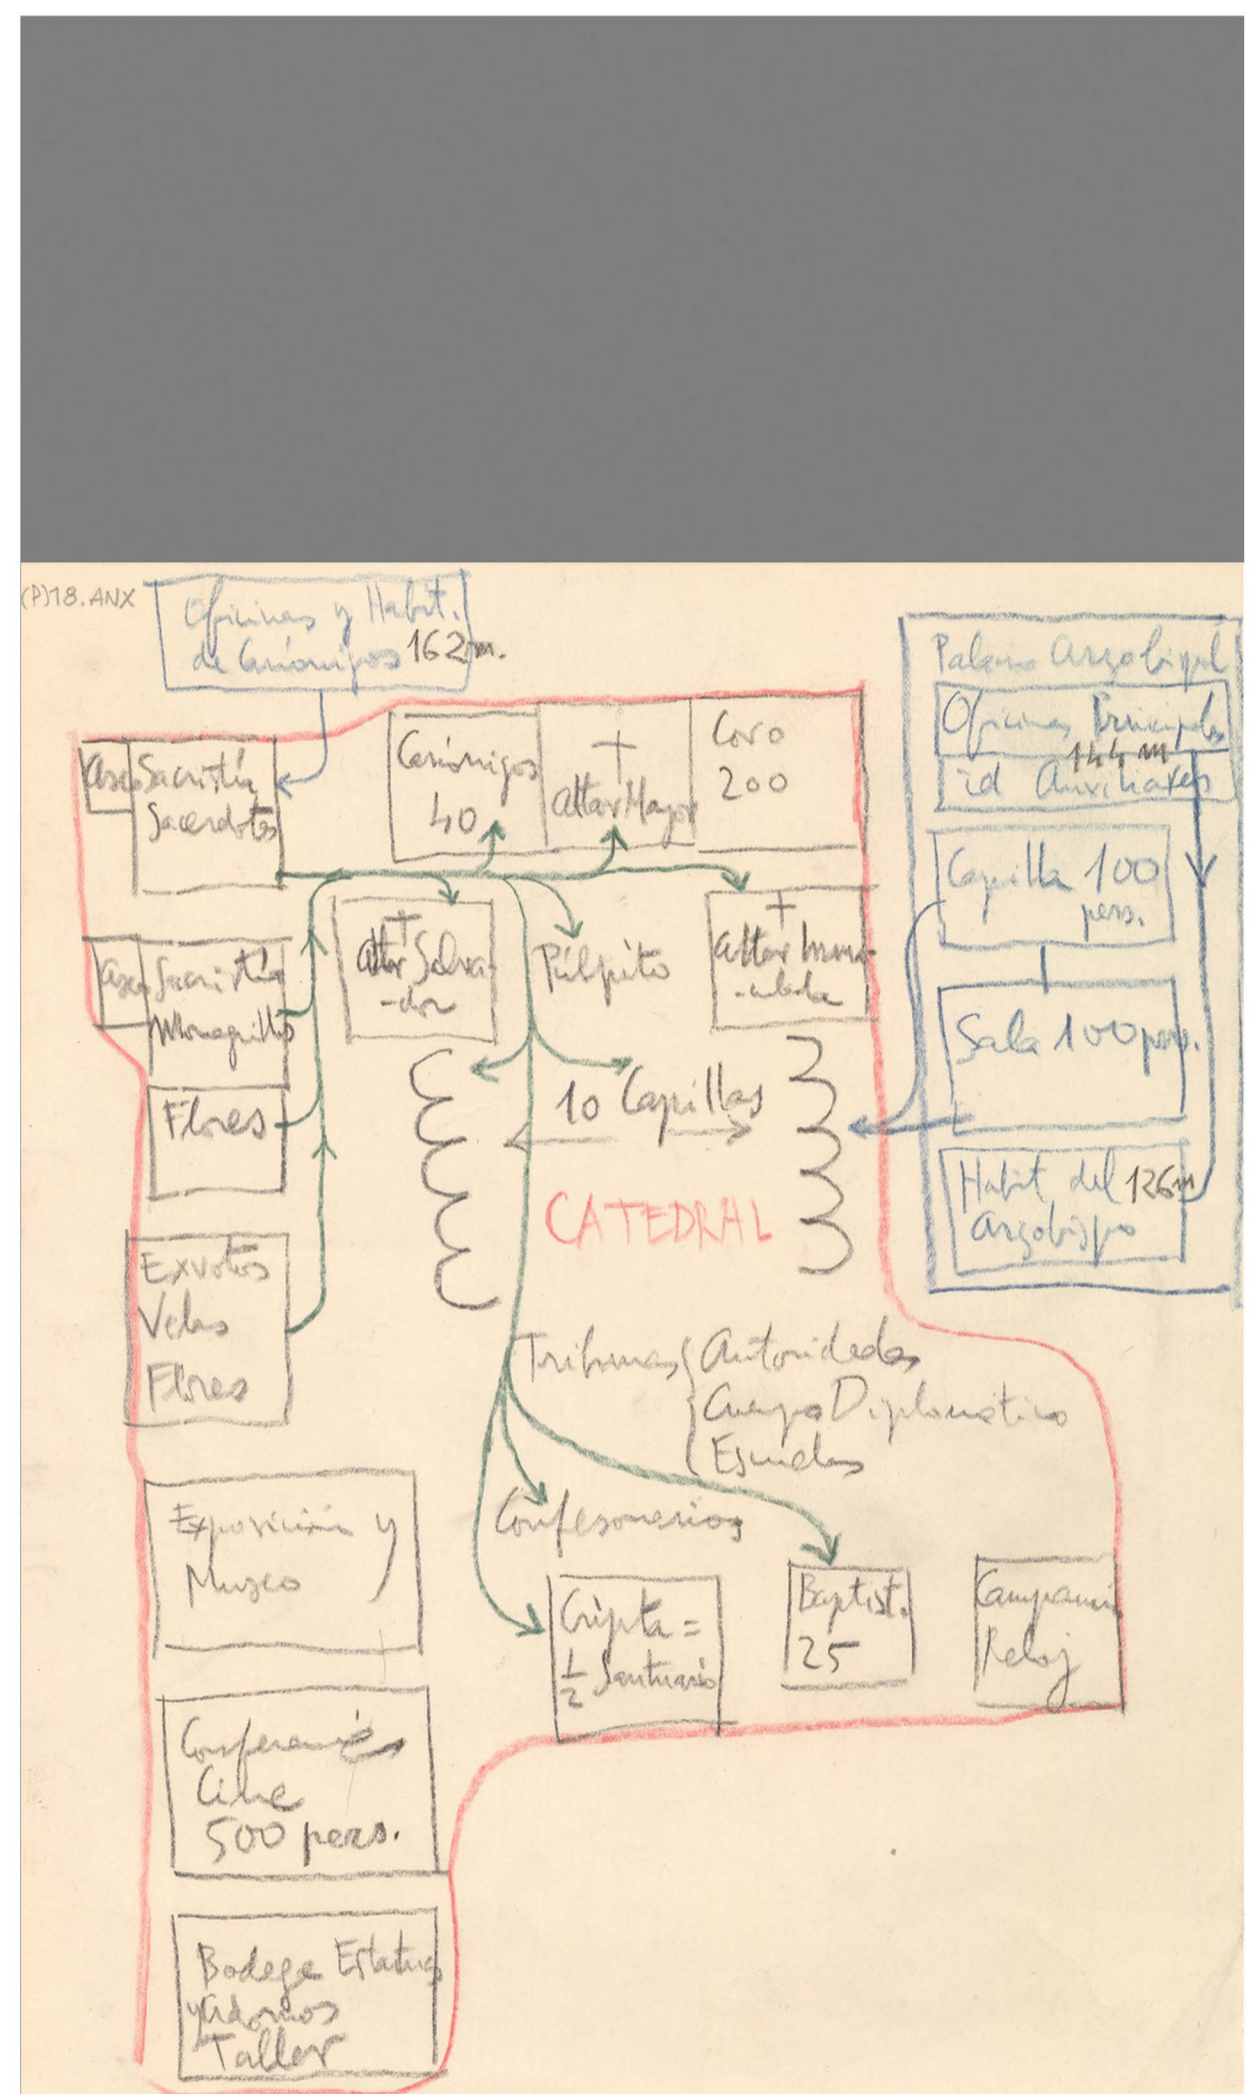 (P)18.ANX
Oficinas y Habit.
de Canónigos 162 m.
Palacio Arzobispal
Oficinas Principales
144 m
id Auxiliares
Capilla 100
pers.
Sala 100 pers.
Habit del 126 m
Arzobispo
Aseo Sacristía
Sacerdotes
Canónigos
40
Altar Mayor
Coro
200
Aseo Sacristía
Monaguillos
Altar Salva-
-dor
Púlpito
Altar Inma-
-culada
Flores
10 Capillas
CATEDRAL
Exvotos
Velas
Flores
Tribunas { Autoridades
Cuerpo Diplomático
Escuelas
Exposición y
Museo
Confesonarios
Cripta =
1/2 Santuario
Baptist.
25
Campanario
Reloj
Conferencias
Cine
500 pers.
Bodega Estatuas
y Adornos
Taller